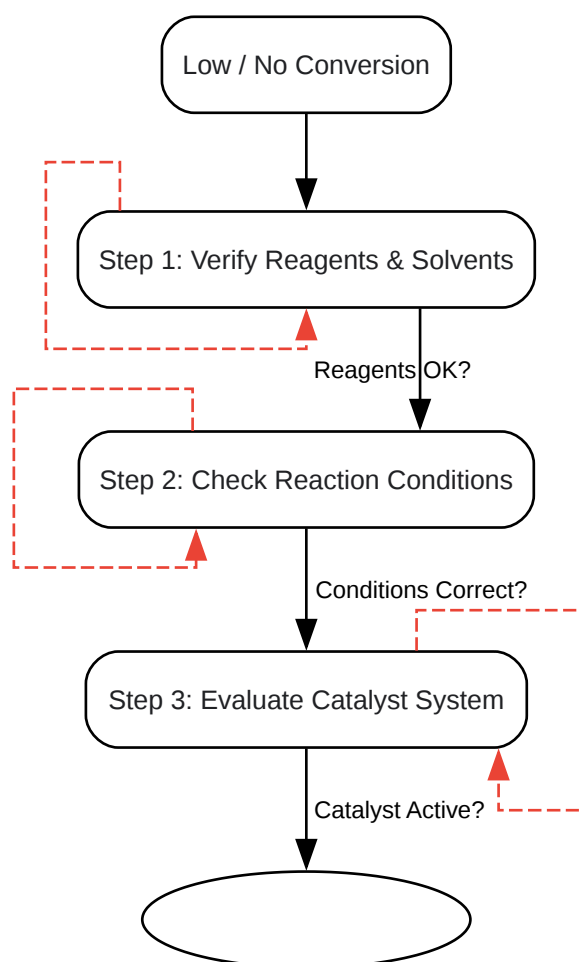 Low / No Conversion
Step 1: Verify Reagents & Solvents
Reagents OK?
Step 2: Check Reaction Conditions
Conditions Correct?
Step 3: Evaluate Catalyst System
Catalyst Active?